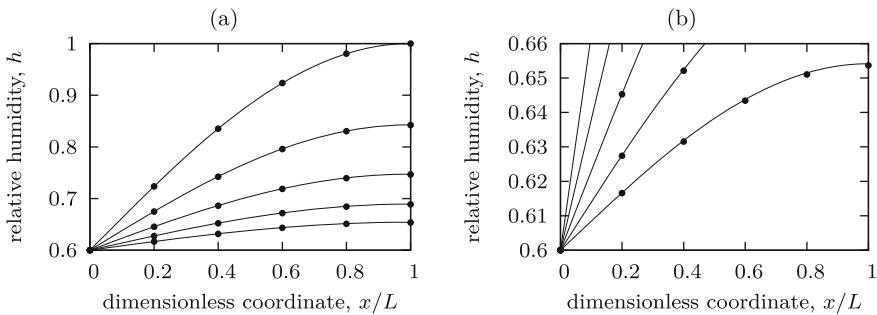 (a)
relative humidity, h
1
0.9
0.8
0.7
0.6
0 0.2 0.4 0.6 0.8 1
dimensionless coordinate, x/L
(b)
relative humidity, h
0.66
0.65
0.64
0.63
0.62
0.61
0.6
0 0.2 0.4 0.6 0.8 1
dimensionless coordinate, x/L